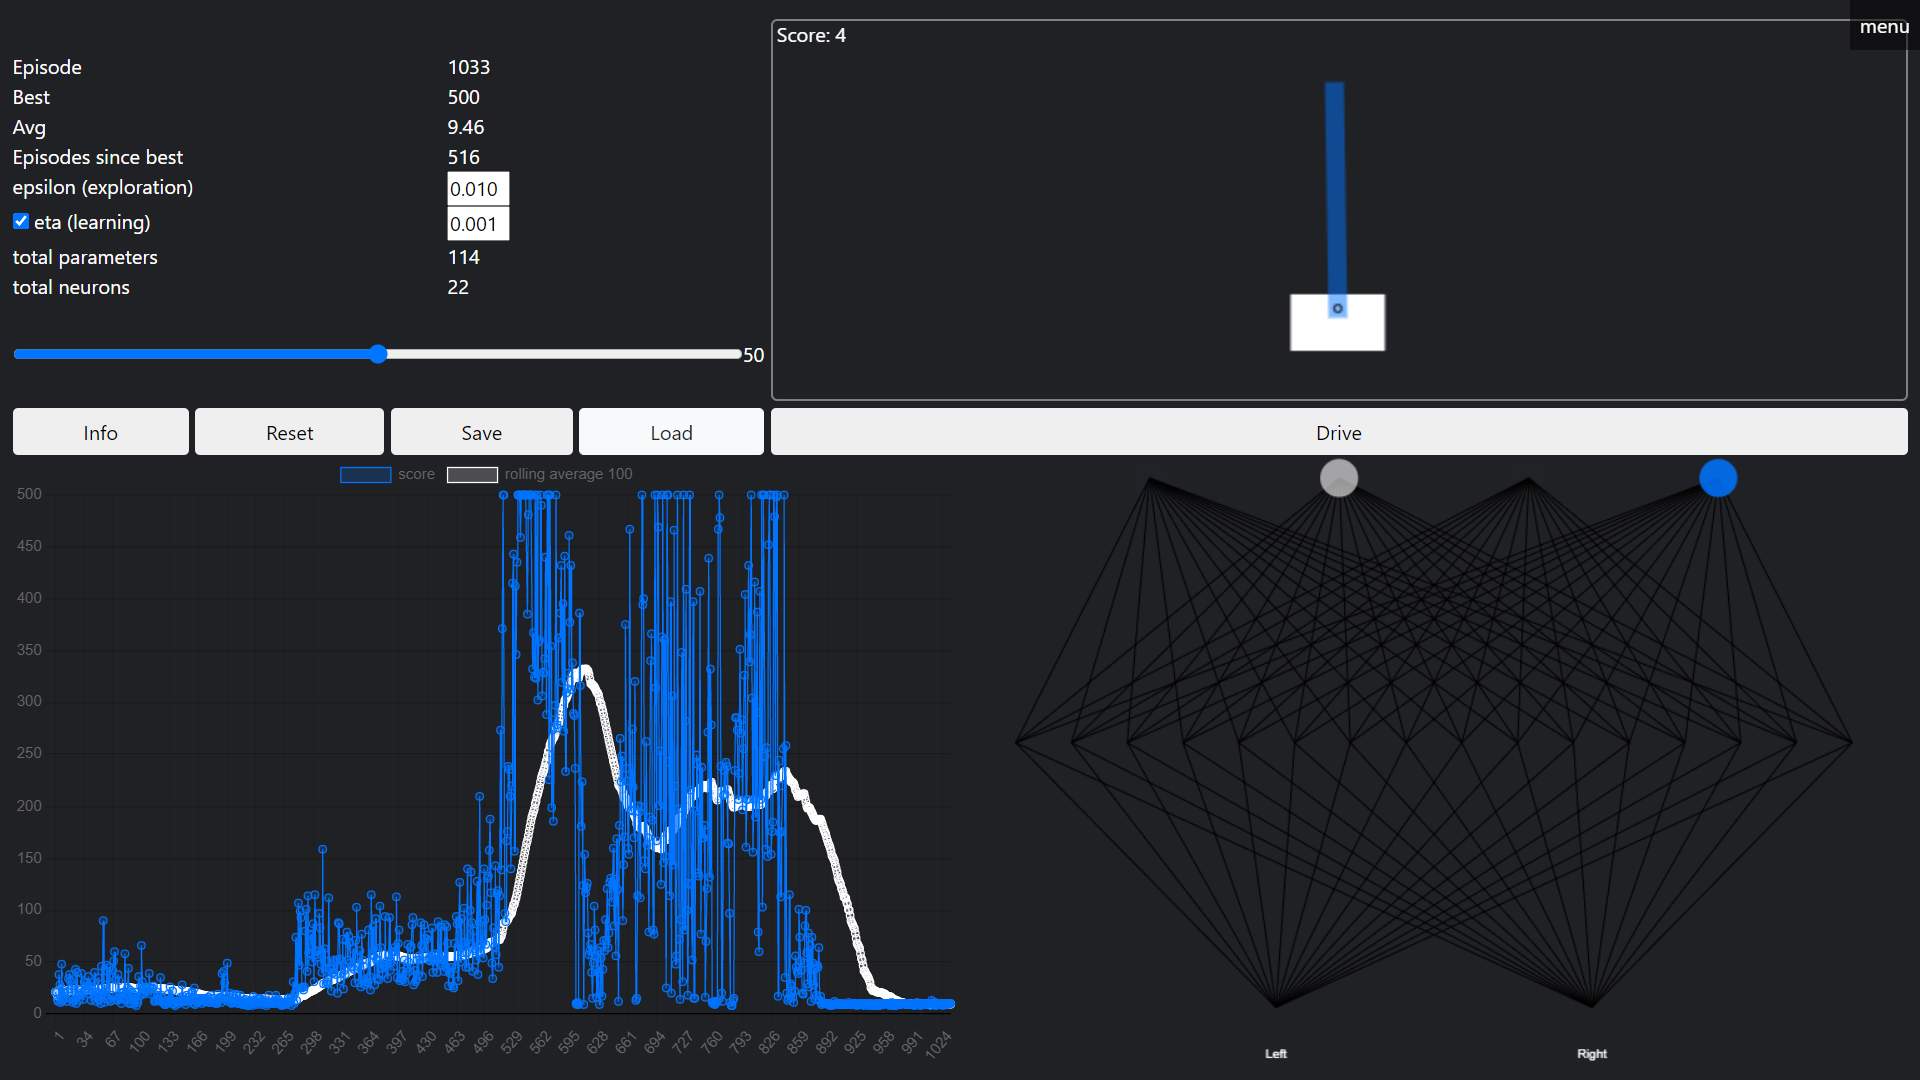 menu
Score: 4
Episode 1033
Best 500
Avg 9.46
Episodes since best 516
epsilon (exploration) 0.010
eta (learning) 0.001
total parameters 114
total neurons 22
50
Info Reset Save Load Drive
score rolling average 100
500
450
400
350
300
250
200
150
100
50
0
1 34 67 100 133 166 199 232 265 298 331 364 397 430 463 496 529 562 595 628 661 694 727 760 793 826 859 892 925 958 991 1024
Left Right